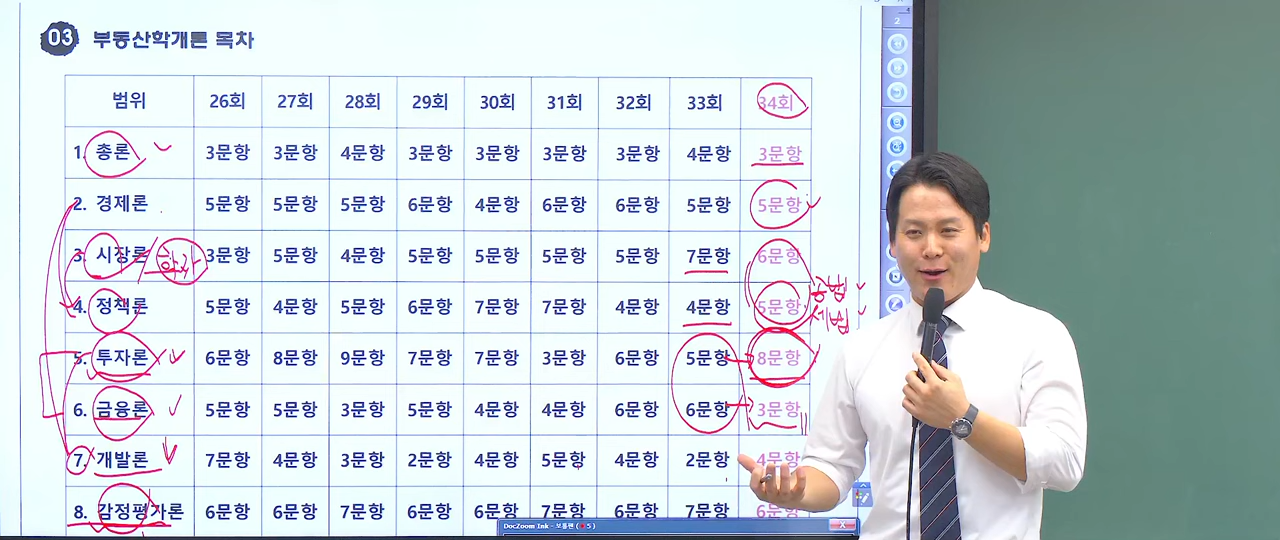 03 부동산학개론 목차
범위 26회 27회 28회 29회 30회 31회 32회 33회 34회
1. 총론 3문항 3문항 4문항 3문항 3문항 3문항 3문항 4문항 3문항
2. 경제론 5문항 5문항 5문항 6문항 4문항 6문항 6문항 5문항 5문항
3. 시장론 3문항 5문항 4문항 5문항 5문항 5문항 5문항 7문항 6문항
4. 정책론 5문항 4문항 5문항 6문항 7문항 7문항 4문항 4문항 5문항
공법
세법
5. 투자론 6문항 8문항 9문항 7문항 7문항 3문항 6문항 5문항 8문항
6. 금융론 5문항 5문항 3문항 5문항 4문항 4문항 6문항 6문항 3문항
7. 개발론 7문항 4문항 3문항 2문항 4문항 5문항 4문항 2문항 4문항
8. 감정평가론 6문항 6문항 7문항 6문항 6문항 7문항 6문항 7문항 6문항
DocZoom Ink - 보통펜 ( 5 )
2